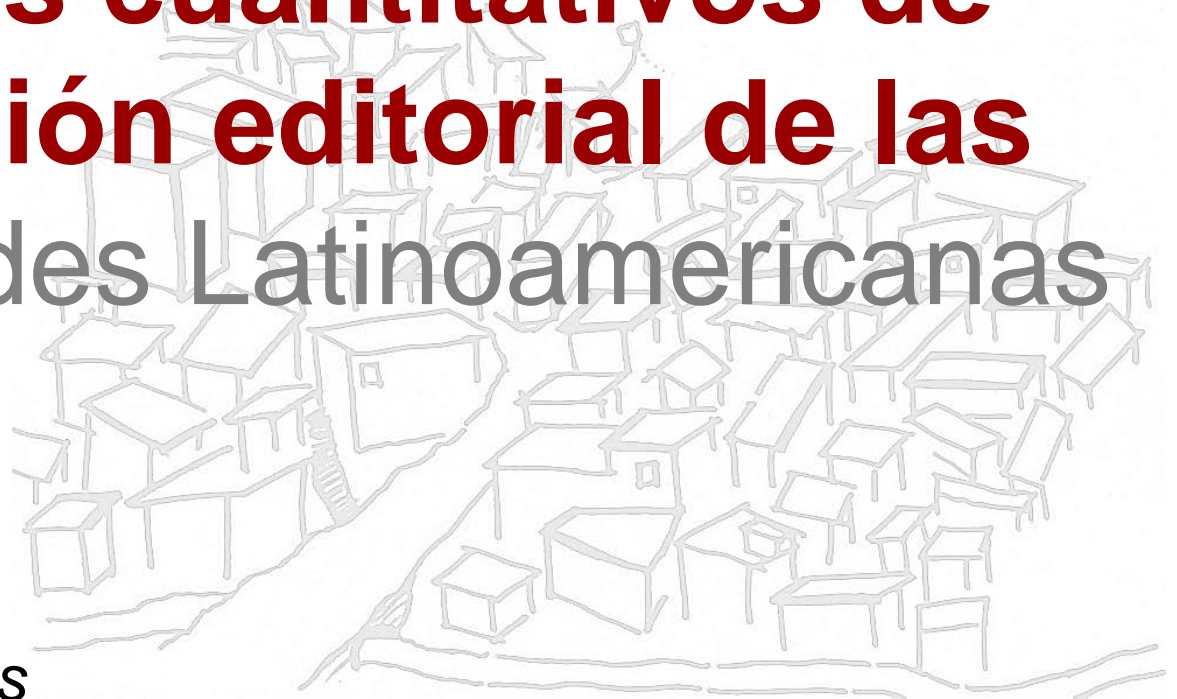 s cuantitativos de
ión editorial de las
des Latinoamericanas
s